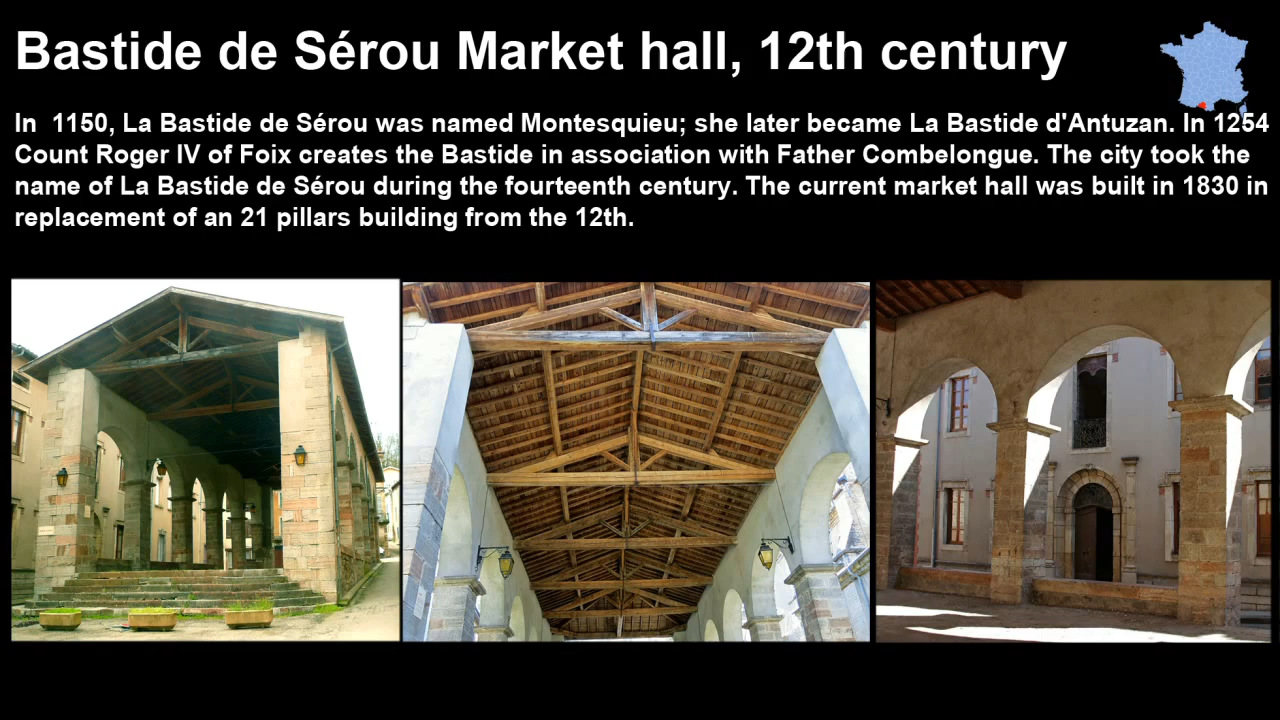 Bastide de Sérou Market hall, 12th century
In  1150, La Bastide de Sérou was named Montesquieu; she later became La Bastide d'Antuzan. In 1254
Count Roger IV of Foix creates the Bastide in association with Father Combelongue. The city took the
name of La Bastide de Sérou during the fourteenth century. The current market hall was built in 1830 in
replacement of an 21 pillars building from the 12th.